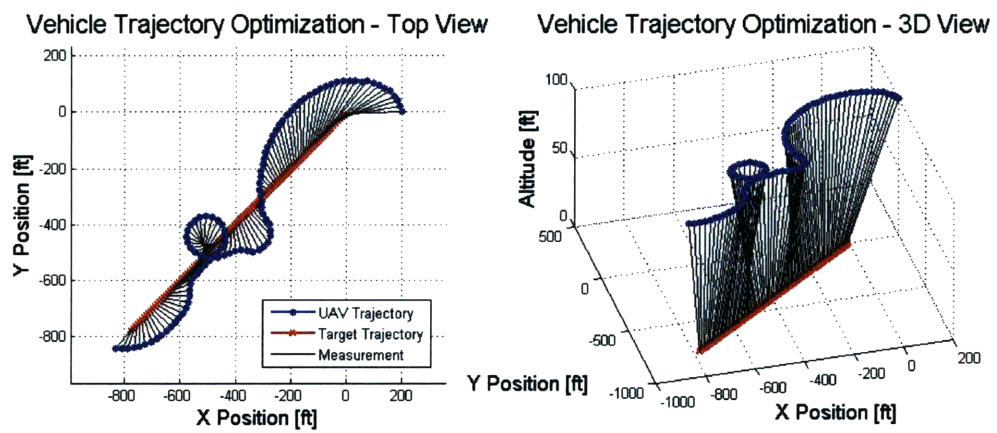 Vehicle Trajectory Optimization - Top View
200
0
-200
-400
-600
-800
Y Position [ft]
-800 -600 -400 -200 0 200
X Position [ft]
UAV Trajectory
Target Trajectory
Measurement
Vehicle Trajectory Optimization - 3D View
100
50
0
Altitude [ft]
500
0
-500
-1000
Y Position [ft]
-1000 -800 -600 -400 -200 0 200
X Position [ft]